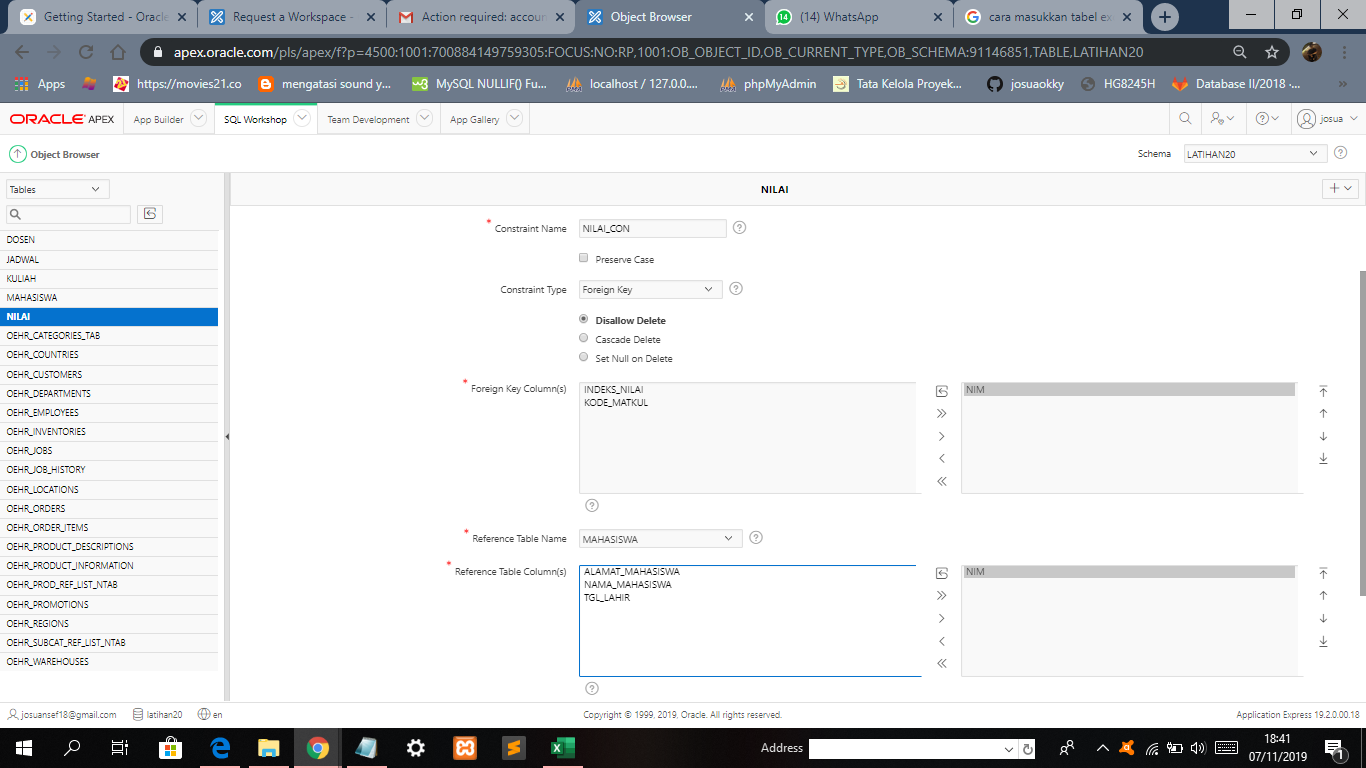 Getting Started - Oracle
Request a Workspace -
Action required: accoun
Object Browser
(14) WhatsApp
cara masukkan tabel ex
apex.oracle.com/pls/apex/f?p=4500:1001:700884149759305:FOCUS:NO:RP,1001:OB_OBJECT_ID,OB_CURRENT_TYPE,OB_SCHEMA:91146851,TABLE,LATIHAN20
Apps
https://movies21.co
mengatasi sound y...
MySQL NULLIF() Fu...
localhost / 127.0.0....
phpMyAdmin
Tata Kelola Proyek...
josuaokky
HG8245H
Database II/2018 -...
ORACLE APEX
App Builder
SQL Workshop
Team Development
App Gallery
josua
Object Browser
Schema
LATIHAN20
Tables
NILAI
DOSEN
JADWAL
KULIAH
MAHASISWA
NILAI
OEHR_CATEGORIES_TAB
OEHR_COUNTRIES
OEHR_CUSTOMERS
OEHR_DEPARTMENTS
OEHR_EMPLOYEES
OEHR_INVENTORIES
OEHR_JOBS
OEHR_JOB_HISTORY
OEHR_LOCATIONS
OEHR_ORDERS
OEHR_ORDER_ITEMS
OEHR_PRODUCT_DESCRIPTIONS
OEHR_PRODUCT_INFORMATION
OEHR_PROD_REF_LIST_NTAB
OEHR_PROMOTIONS
OEHR_REGIONS
OEHR_SUBCAT_REF_LIST_NTAB
OEHR_WAREHOUSES
* Constraint Name
NILAI_CON
Preserve Case
Constraint Type
Foreign Key
Disallow Delete
Cascade Delete
Set Null on Delete
* Foreign Key Column(s)
INDEKS_NILAI
KODE_MATKUL
NIM
* Reference Table Name
MAHASISWA
* Reference Table Column(s)
ALAMAT_MAHASISWA
NAMA_MAHASISWA
TGL_LAHIR
NIM
josuansef18@gmail.com
latihan20
en
Copyright © 1999, 2019, Oracle. All rights reserved.
Application Express 19.2.0.00.18
Address
18:41
07/11/2019
1